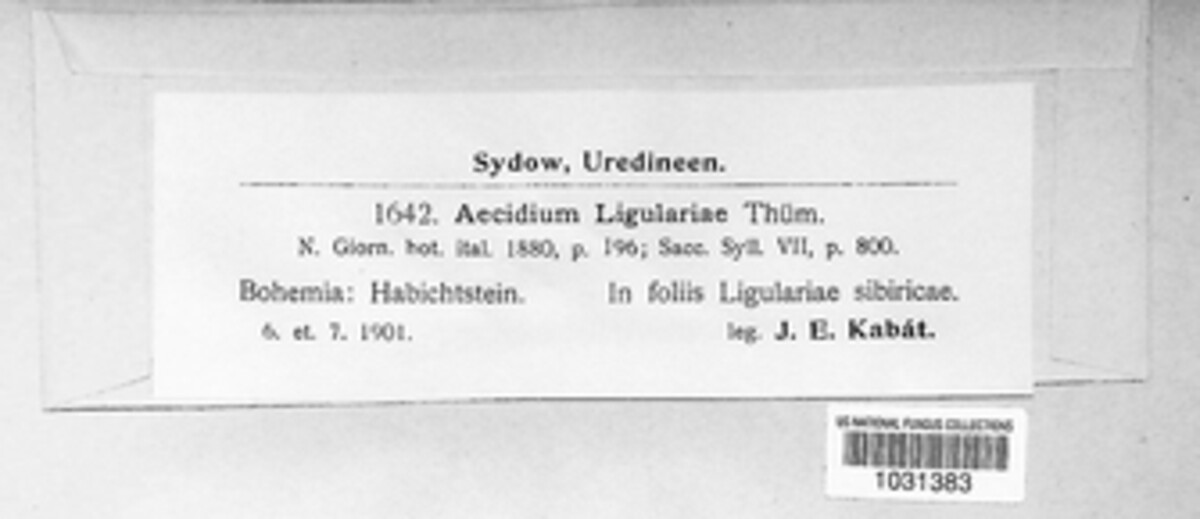 Sydow, Uredineen.
1642. Aecidium Ligulariae Thüm.
N. Giorn. bot. ital. 1880, p. 196; Sacc. Syll. VII, p. 800.
Bohemia: Habichtstein. In foliis Ligulariae sibiricae.
6. et. 7. 1901. leg. J. E. Kabát.
US NATIONAL FUNGUS COLLECTIONS
1031383